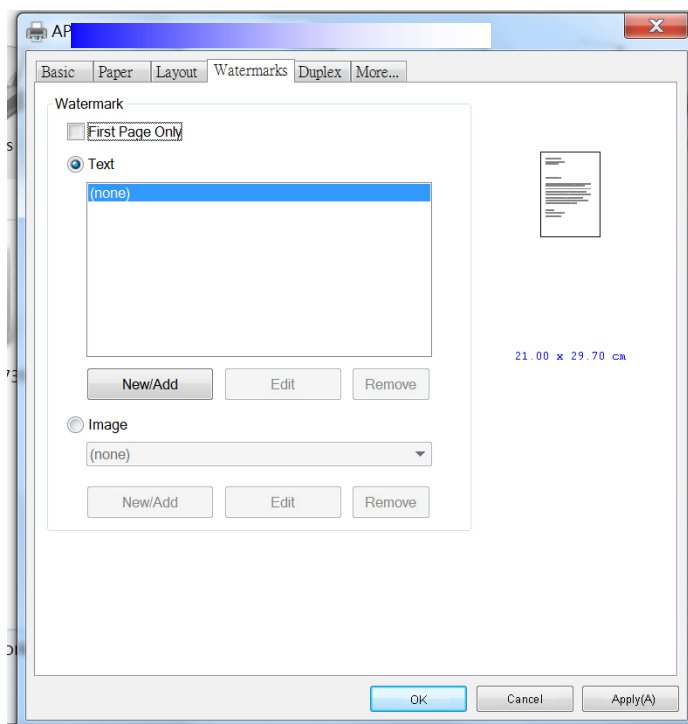 AP
Basic Paper Layout Watermarks Duplex More...
Watermark
First Page Only
Text
(none)
21.00 x 29.70 cm
New/Add Edit Remove
Image
(none)
New/Add Edit Remove
OK Cancel Apply(A)